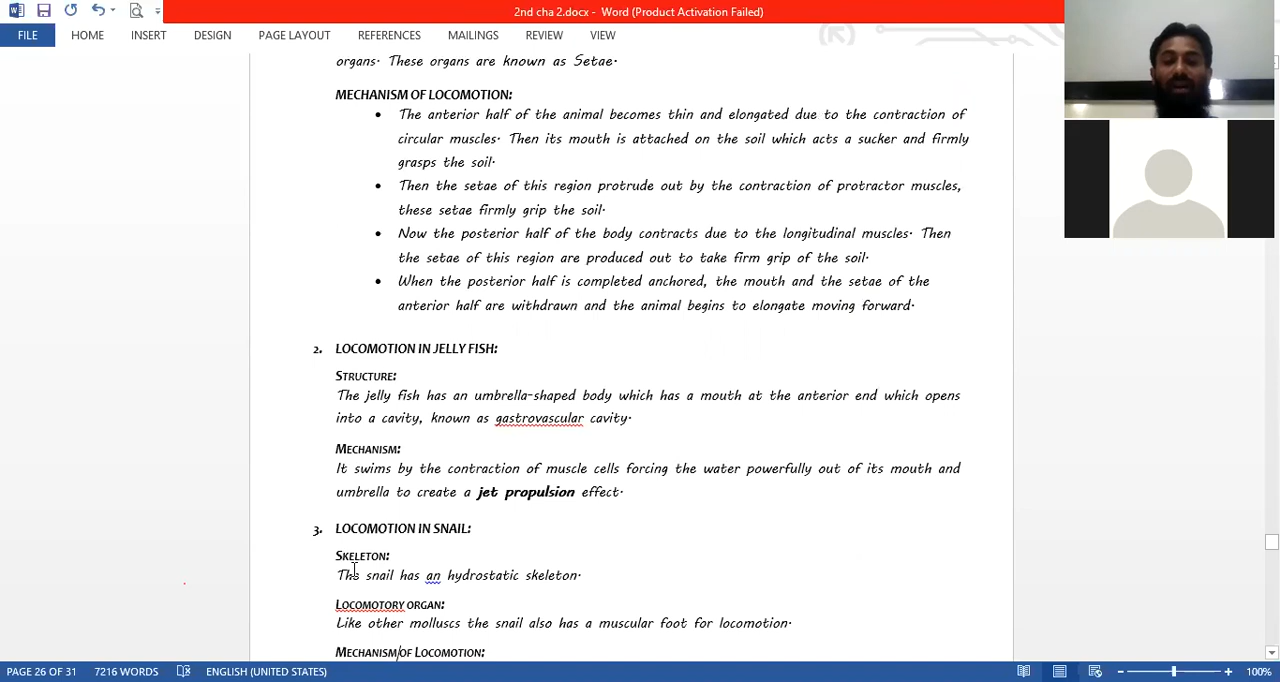 2nd cha 2.docx - Word (Product Activation Failed)
FILE HOME INSERT DESIGN PAGE LAYOUT REFERENCES MAILINGS REVIEW VIEW
organs. These organs are known as Setae.
MECHANISM OF LOCOMOTION:
• The anterior half of the animal becomes thin and elongated due to the contraction of
circular muscles. Then its mouth is attached on the soil which acts a sucker and firmly
grasps the soil.
• Then the setae of this region protrude out by the contraction of protractor muscles,
these setae firmly grip the soil.
• Now the posterior half of the body contracts due to the longitudinal muscles. Then
the setae of this region are produced out to take firm grip of the soil.
• When the posterior half is completed anchored, the mouth and the setae of the
anterior half are withdrawn and the animal begins to elongate moving forward.
2. LOCOMOTION IN JELLY FISH:
STRUCTURE:
The jelly fish has an umbrella-shaped body which has a mouth at the anterior end which opens
into a cavity, known as gastrovascular cavity.
MECHANISM:
It swims by the contraction of muscle cells forcing the water powerfully out of its mouth and
umbrella to create a jet propulsion effect.
3. LOCOMOTION IN SNAIL:
SKELETON:
The snail has an hydrostatic skeleton.
LOCOMOTORY ORGAN:
Like other molluscs the snail also has a muscular foot for locomotion.
MECHANISM OF LOCOMOTION:
PAGE 26 OF 31 7216 WORDS ENGLISH (UNITED STATES) 100%